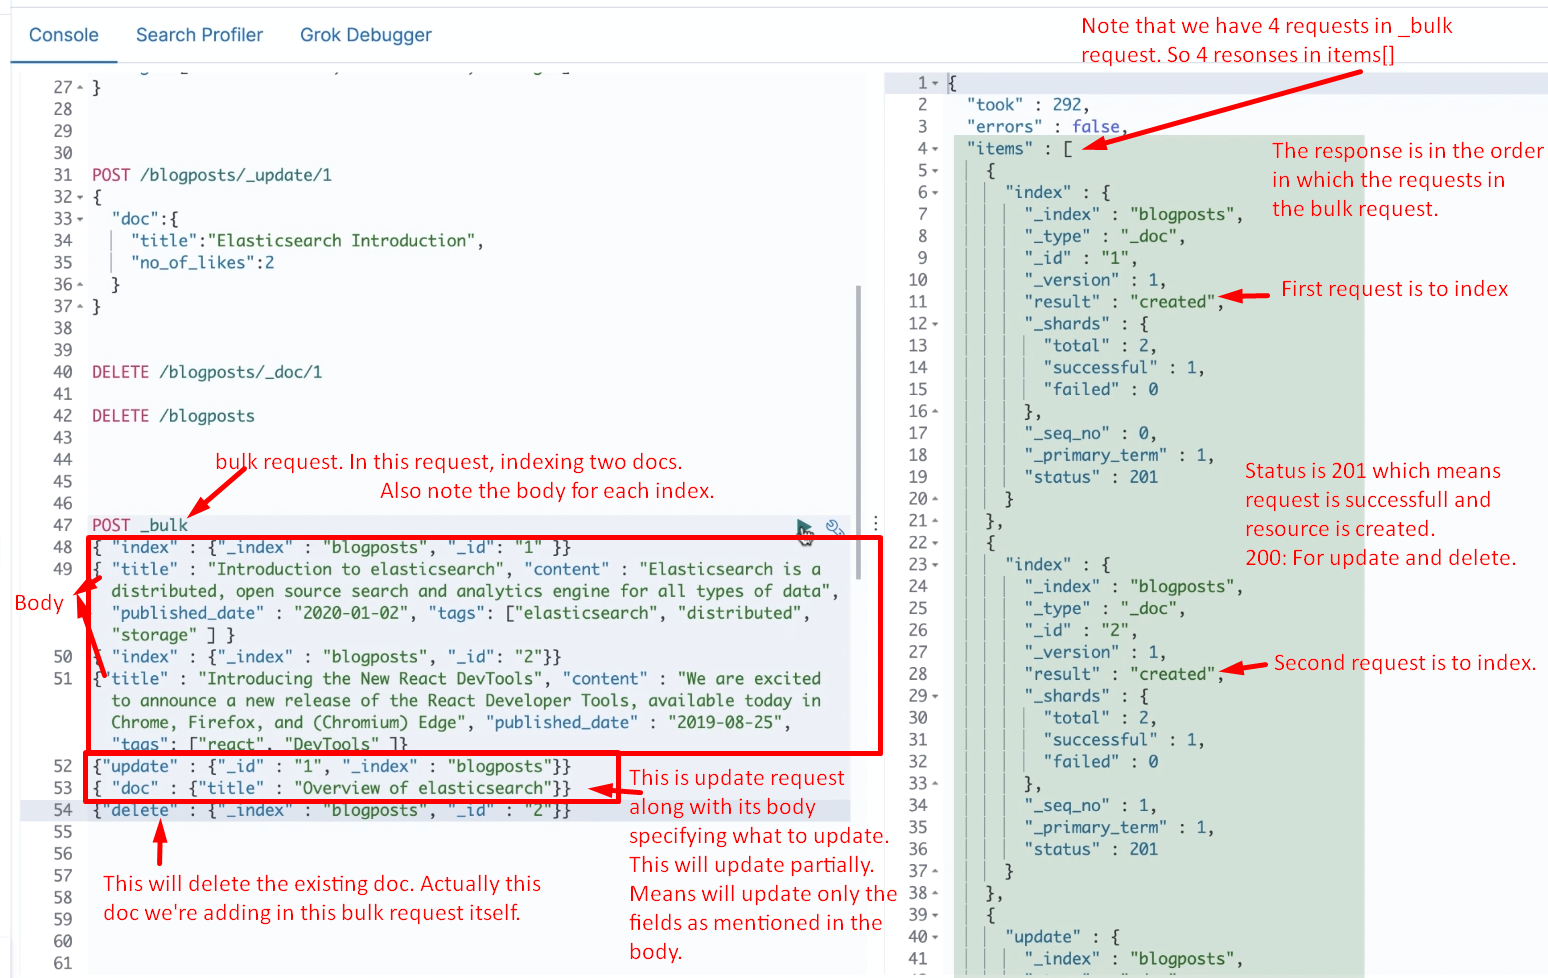 Console Search Profiler Grok Debugger
Note that we have 4 requests in _bulk
request. So 4 resonses in items[]
27 }
28
29
30
31 POST /blogposts/_update/1
32 {
33 "doc":{
34 "title":"Elasticsearch Introduction",
35 "no_of_likes":2
36 }
37 }
38
39
40 DELETE /blogposts/_doc/1
41
42 DELETE /blogposts
43
44
45
46
bulk request. In this request, indexing two docs.
Also note the body for each index.
47 POST _bulk
48 { "index" : {"_index" : "blogposts", "_id": "1" }}
49 { "title" : "Introduction to elasticsearch", "content" : "Elasticsearch is a
distributed, open source search and analytics engine for all types of data",
"published_date" : "2020-01-02", "tags": ["elasticsearch", "distributed",
"storage" ] }
Body
50 { "index" : {"_index" : "blogposts", "_id": "2"}}
51 {"title" : "Introducing the New React DevTools", "content" : "We are excited
to announce a new release of the React Developer Tools, available today in
Chrome, Firefox, and (Chromium) Edge", "published_date" : "2019-08-25",
"tags": ["react", "DevTools" ]}
52 {"update" : {"_id" : "1", "_index" : "blogposts"}}
53 { "doc" : {"title" : "Overview of elasticsearch"}}
54 {"delete" : {"_index" : "blogposts", "_id" : "2"}}
55
56
57
58
59
60
61
This is update request
along with its body
specifying what to update.
This will update partially.
Means will update only the
fields as mentioned in the
body.
This will delete the existing doc. Actually this
doc we're adding in this bulk request itself.
1 {
2 "took" : 292,
3 "errors" : false,
4 "items" : [
5 {
6 "index" : {
7 "_index" : "blogposts",
8 "_type" : "_doc",
9 "_id" : "1",
10 "_version" : 1,
11 "result" : "created",
12 "_shards" : {
13 "total" : 2,
14 "successful" : 1,
15 "failed" : 0
16 },
17 "_seq_no" : 0,
18 "_primary_term" : 1,
19 "status" : 201
20 }
21 },
22 {
23 "index" : {
24 "_index" : "blogposts",
25 "_type" : "_doc",
26 "_id" : "2",
27 "_version" : 1,
28 "result" : "created",
29 "_shards" : {
30 "total" : 2,
31 "successful" : 1,
32 "failed" : 0
33 },
34 "_seq_no" : 1,
35 "_primary_term" : 1,
36 "status" : 201
37 }
38 },
39 {
40 "update" : {
41 "_index" : "blogposts",
The response is in the order
in which the requests in
the bulk request.
First request is to index
Status is 201 which means
request is successfull and
resource is created.
200: For update and delete.
Second request is to index.